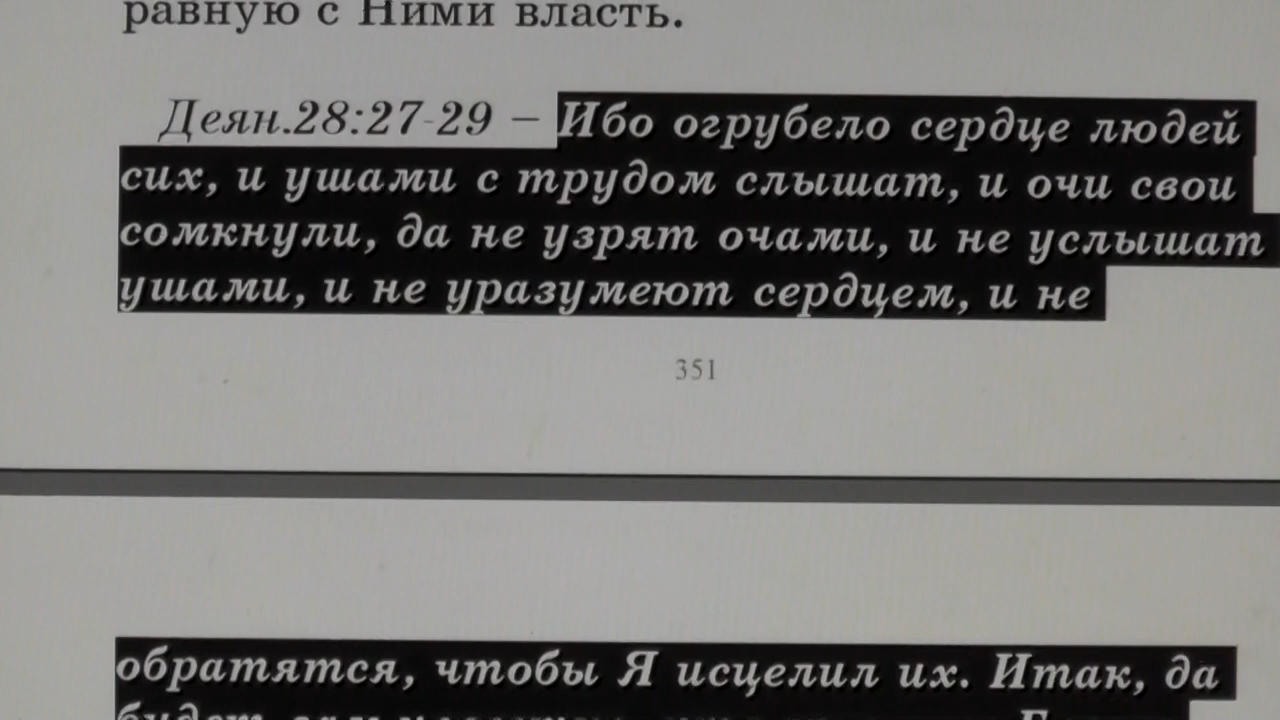 равную с Ними власть.
Деян.28:27-29 – Ибо огрубело сердце людей
сих, и ушами с трудом слышат, и очи свои
сомкнули, да не узрят очами, и не услышат
ушами, и не уразумеют сердцем, и не
351
обратятся, чтобы Я исцелил их. Итак, да
будет